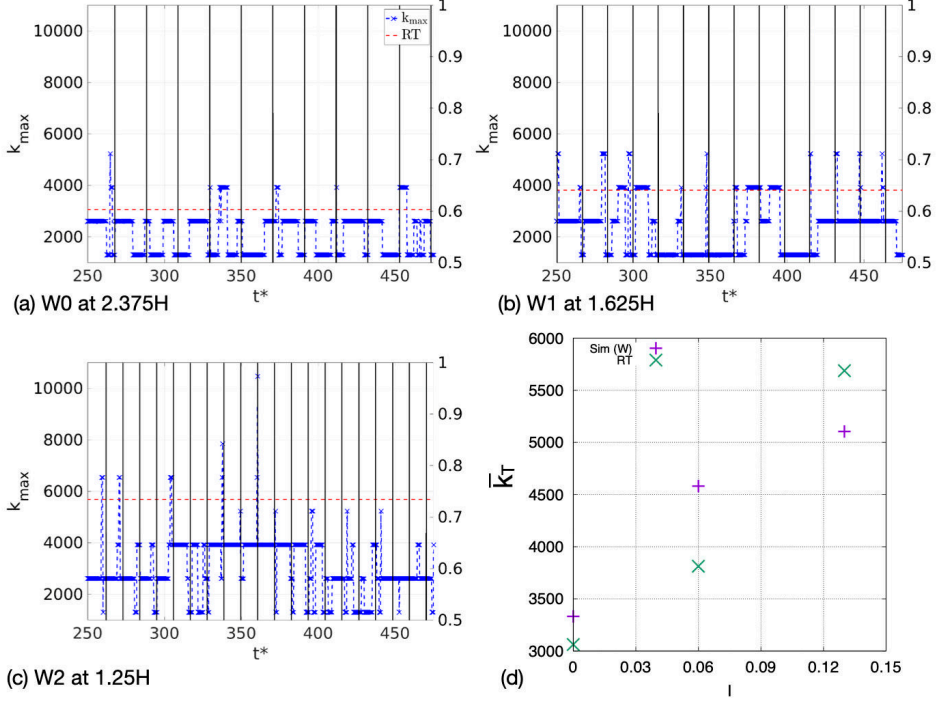 10000
8000
6000
4000
2000
k_max
1
0.9
0.8
0.7
0.6
0.5
k_max
RT
250 300 350 400 450
t*
(a) W0 at 2.375H
10000
8000
6000
4000
2000
k_max
1
0.9
0.8
0.7
0.6
0.5
250 300 350 400 450
t*
(b) W1 at 1.625H
10000
8000
6000
4000
2000
k_max
1
0.9
0.8
0.7
0.6
0.5
250 300 350 400 450
t*
(c) W2 at 1.25H
6000
5500
5000
4500
4000
3500
3000
k̅_T
Sim (W)
RT
0 0.03 0.06 0.09 0.12 0.15
I
(d)